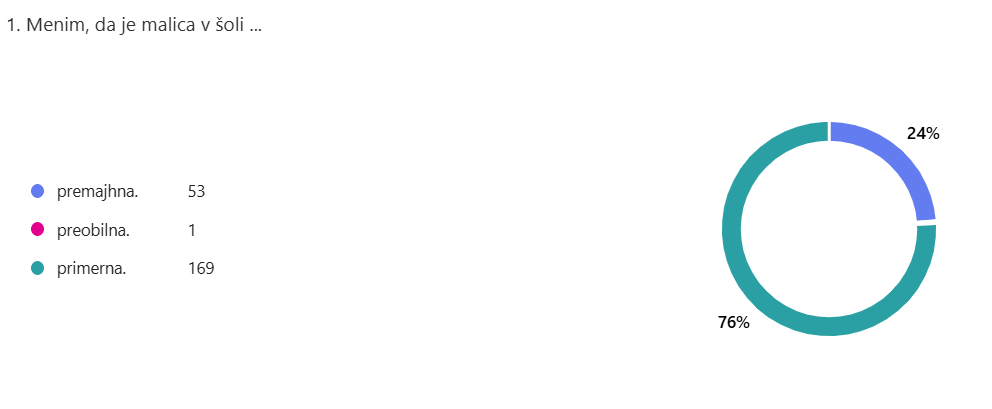 1. Menim, da je malica v šoli ...
24%
premajhna. 53
preobilna. 1
primerna. 169
76%